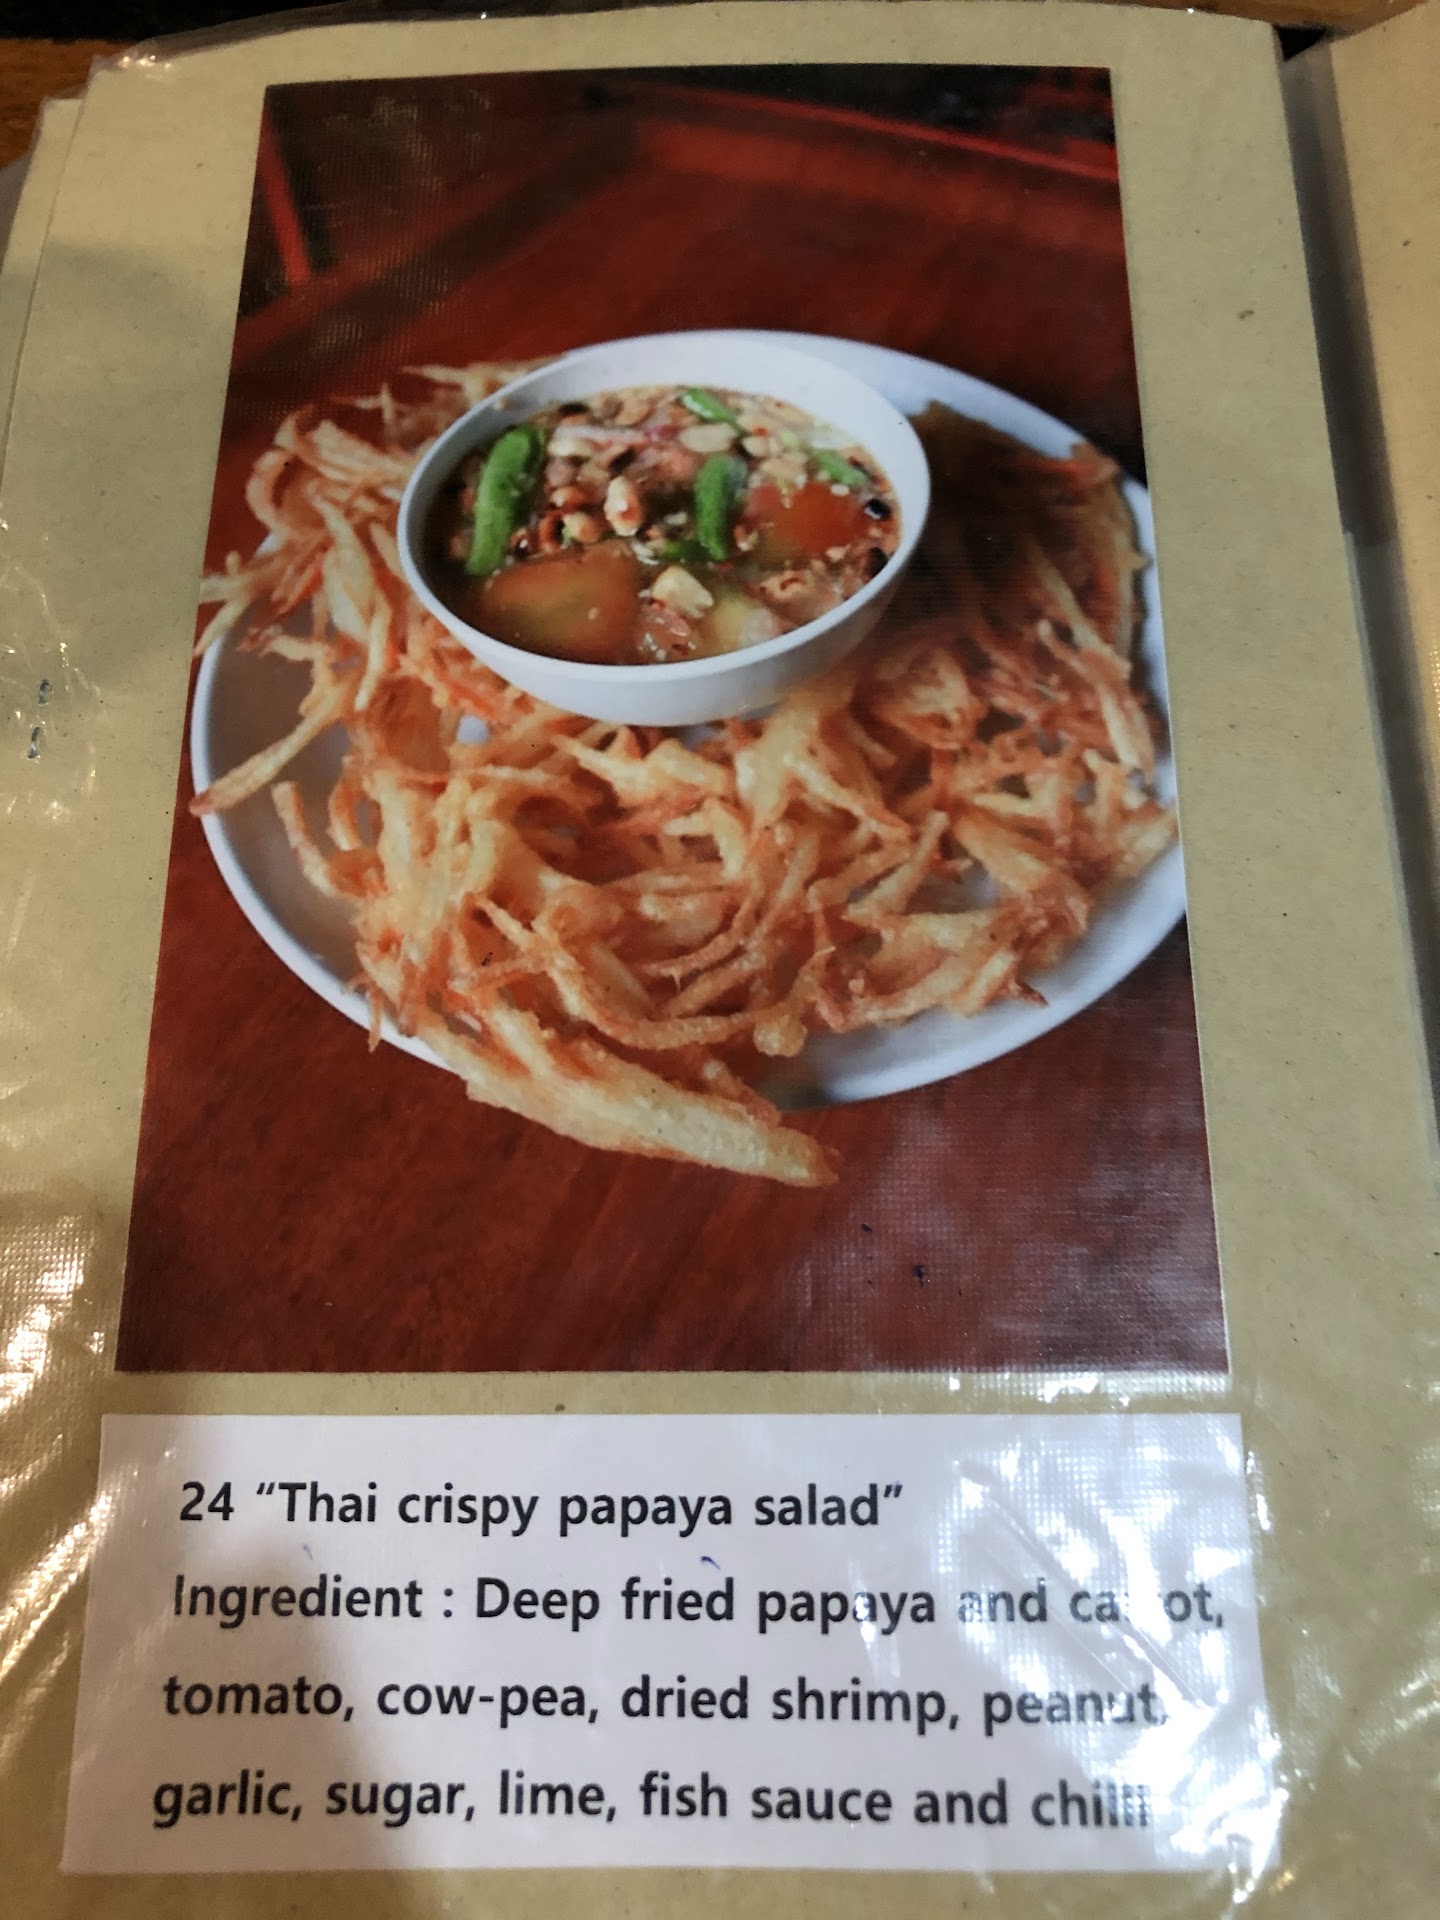 24 “Thai crispy papaya salad”
Ingredient : Deep fried papaya and carrot,
tomato, cow-pea, dried shrimp, peanut,
garlic, sugar, lime, fish sauce and chilli